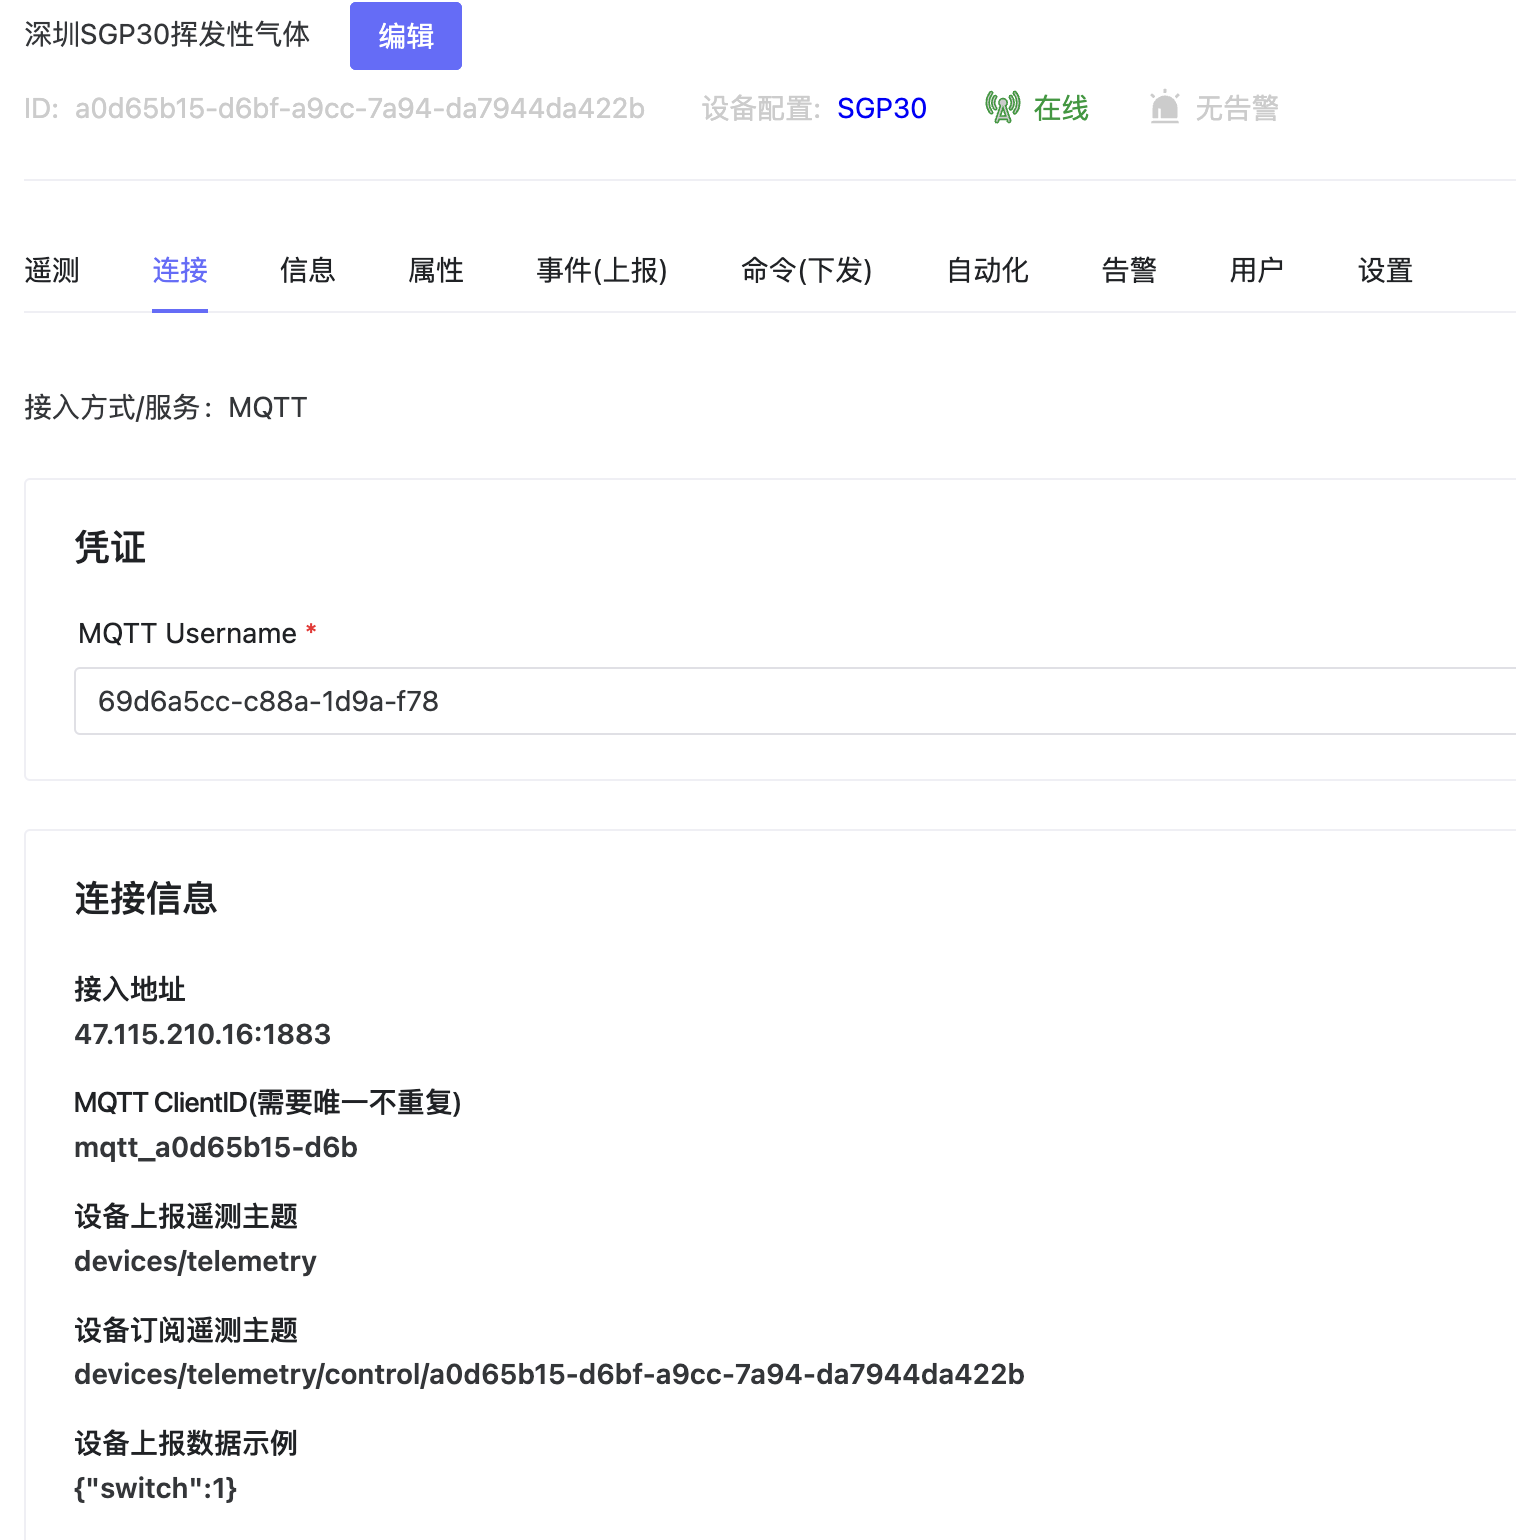 深圳SGP30挥发性气体
编辑
ID: a0d65b15-d6bf-a9cc-7a94-da7944da422b 设备配置: SGP30 在线 无告警
遥测 连接 信息 属性 事件(上报) 命令(下发) 自动化 告警 用户 设置
接入方式/服务：MQTT
凭证
MQTT Username *
69d6a5cc-c88a-1d9a-f78
连接信息
接入地址
47.115.210.16:1883
MQTT ClientID(需要唯一不重复)
mqtt_a0d65b15-d6b
设备上报遥测主题
devices/telemetry
设备订阅遥测主题
devices/telemetry/control/a0d65b15-d6bf-a9cc-7a94-da7944da422b
设备上报数据示例
{"switch":1}